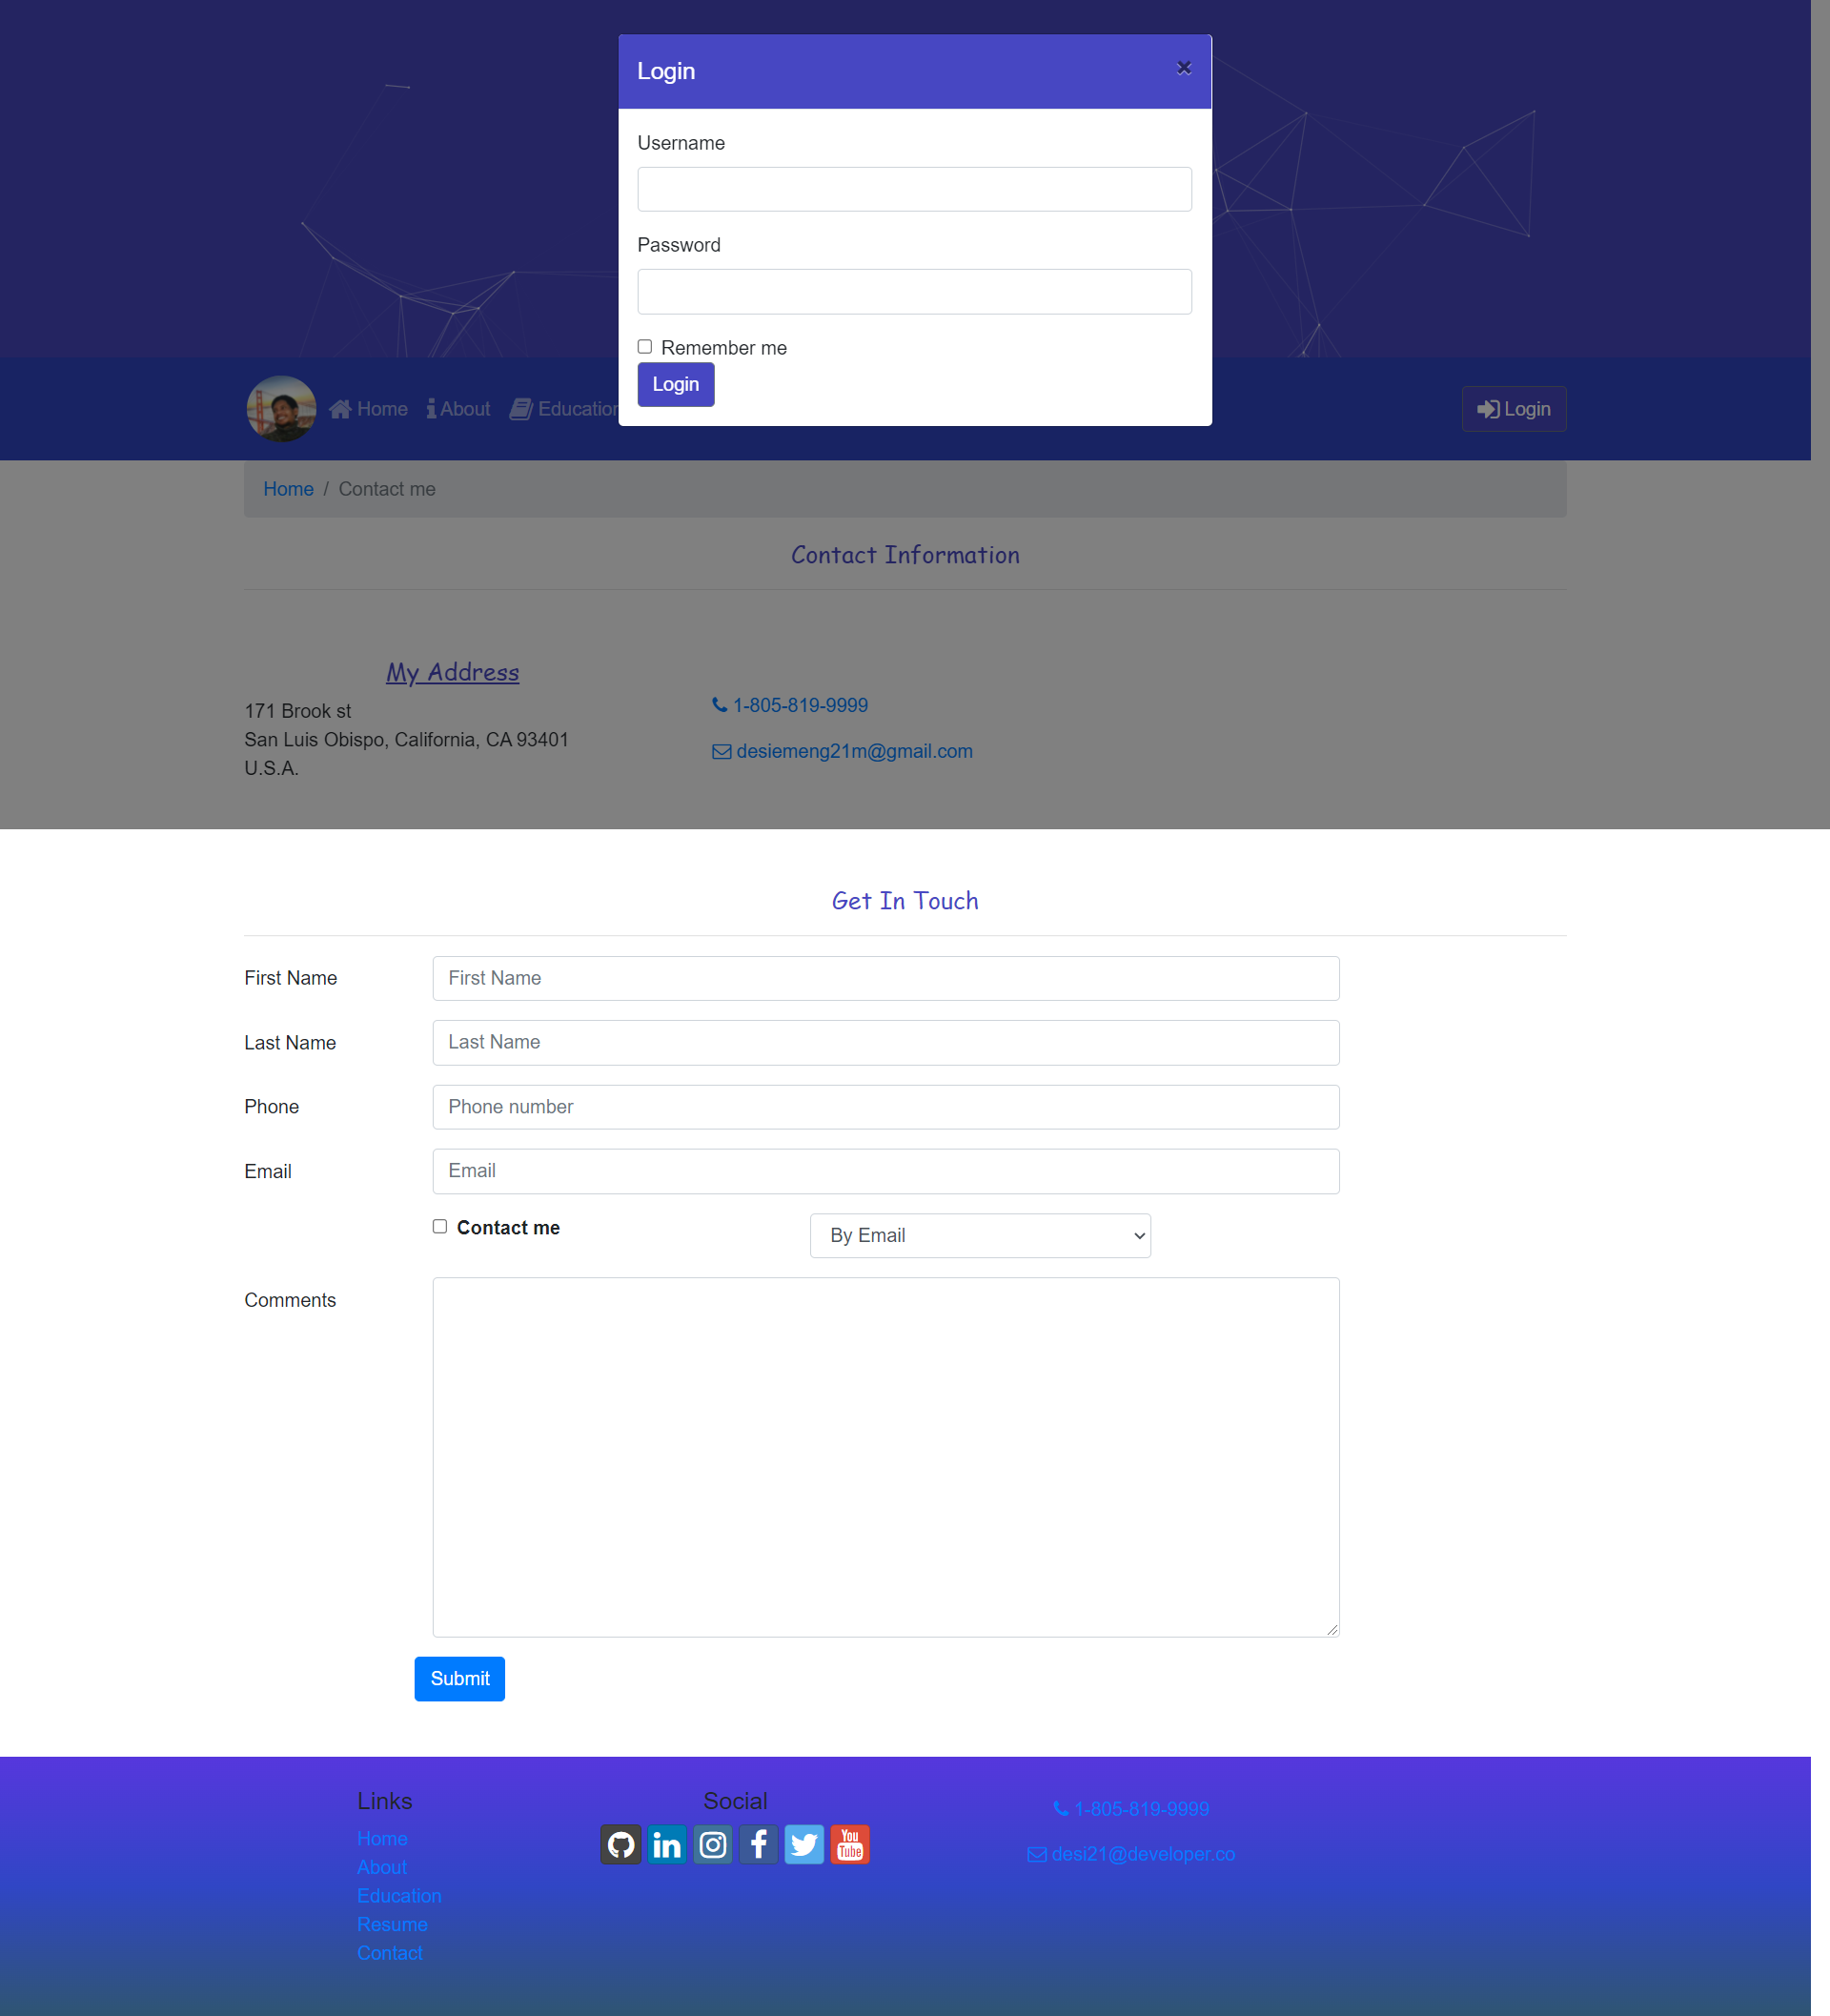 Login ×
Username
Password
Remember me
Login
Home About Education
Login
Home / Contact me
Contact Information
My Address
171 Brook st
San Luis Obispo, California, CA 93401
U.S.A.
1-805-819-9999
desiemeng21m@gmail.com
Get In Touch
First Name First Name
Last Name Last Name
Phone Phone number
Email Email
Contact me By Email
Comments
Submit
Links
Home
About
Education
Resume
Contact
Social
in f You Tube
1-805-819-9999
desi21@developer.co